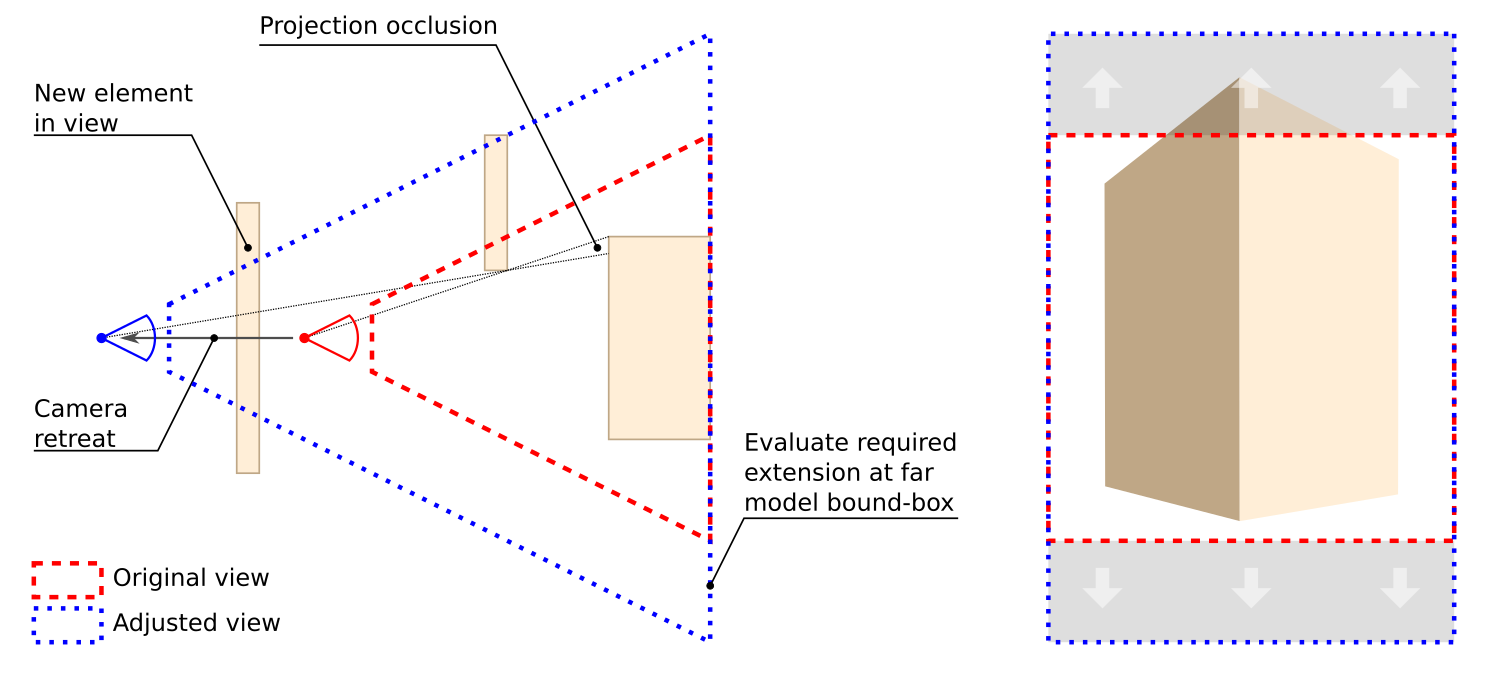 Projection occlusion
New element
in view
Camera
retreat
Evaluate required
extension at far
model bound-box
Original view
Adjusted view